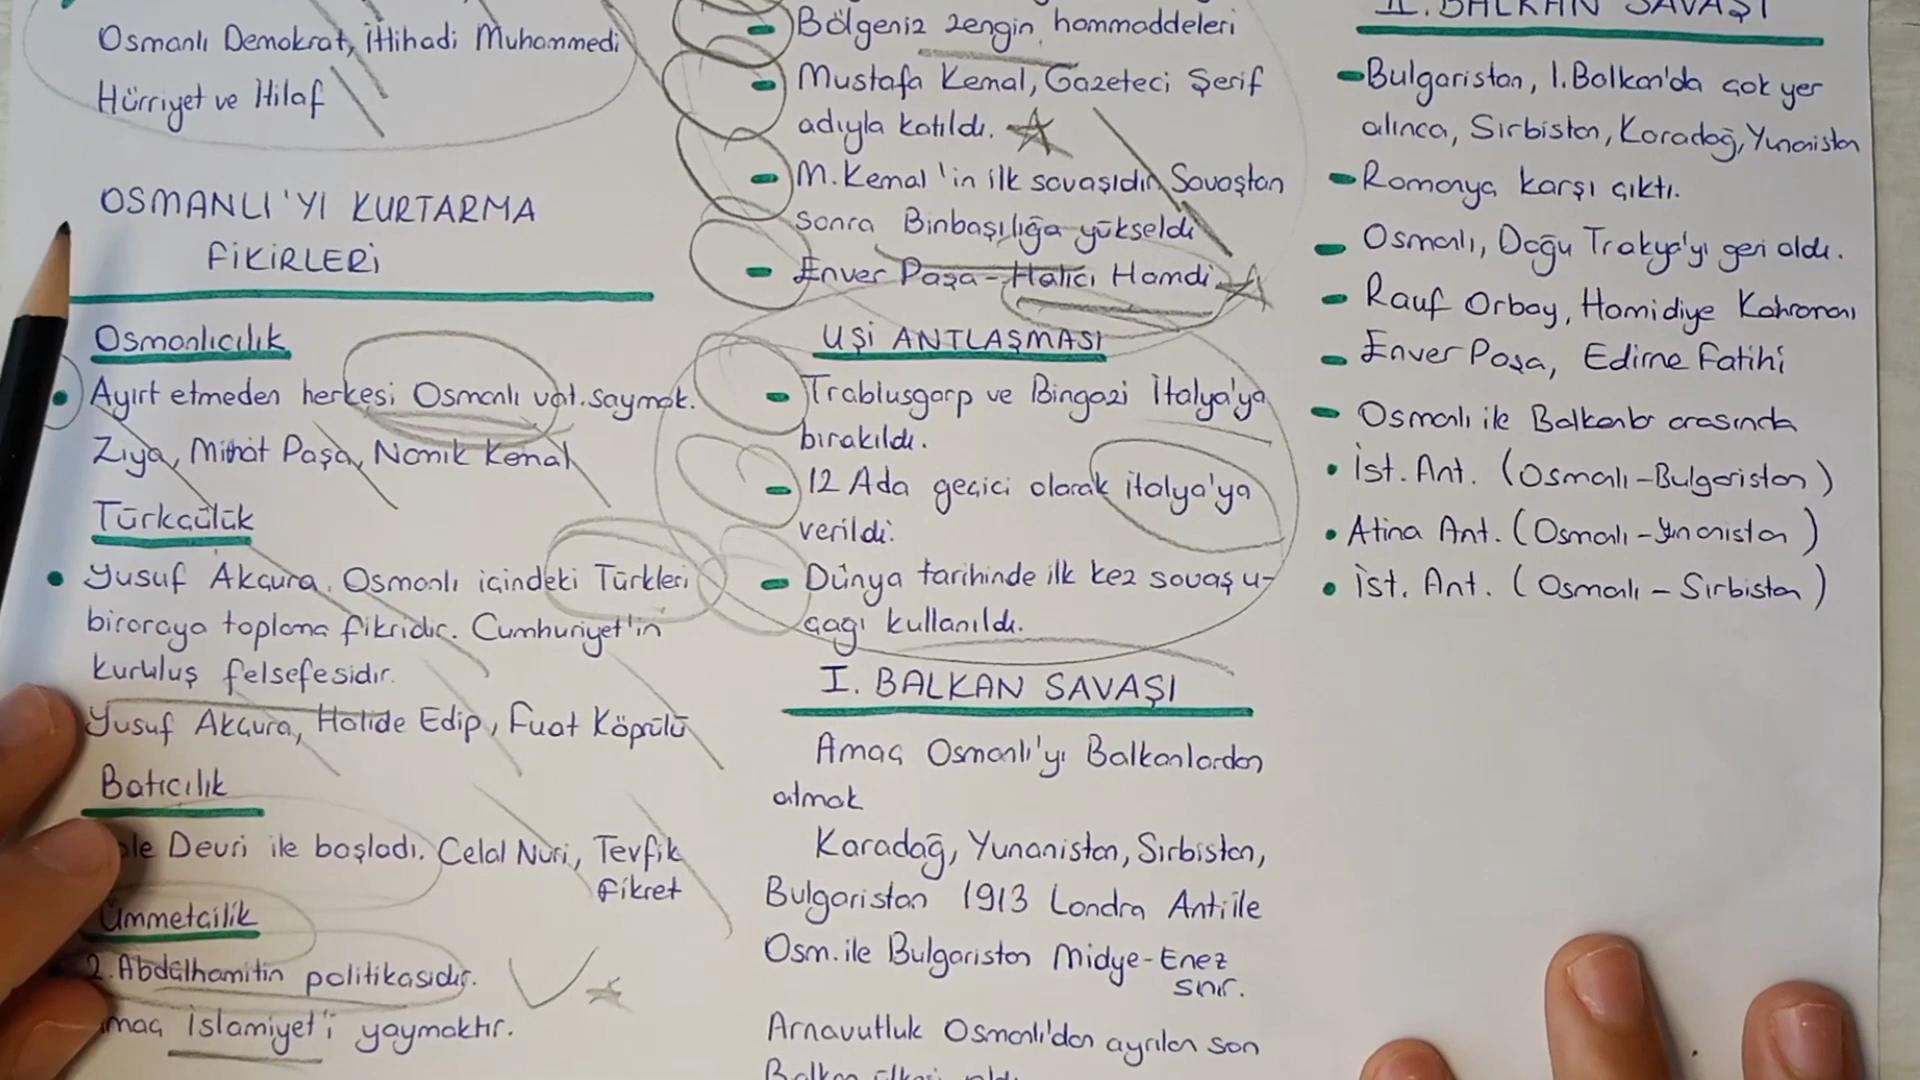 Osmanlı Demokrat, İttihadi Muhammedi
Hürriyet ve İtilaf
OSMANLI'YI KURTARMA
FİKİRLERİ
Osmanlıcılık
Ayırt etmeden herkesi Osmanlı vat. saymak.
Ziya, Mithat Paşa, Namık Kemal
Türkçülük
Yusuf Akçura. Osmanlı içindeki Türkleri
biraraya toplama fikridir. Cumhuriyet'in
kuruluş felsefesidir.
Yusuf Akçura, Halide Edip, Fuat Köprülü
Batıcılık
Devri ile başladı. Celal Nuri, Tevfik
Fikret
Ümmetçilik
2. Abdülhamitin politikasıdır.
İslamiyet'i yaymaktır.
Bölgeniz zengin hammaddeleri
Mustafa Kemal, Gazeteci Şerif
adıyla katıldı.
M. Kemal'in ilk savaşıdır. Savaştan
sonra Binbaşılığa yükseldi
Enver Paşa - Halıcı Hamdi
UŞİ ANTLAŞMASI
Trablusgarp ve Bingazi İtalya'ya
bırakıldı.
12 Ada geçici olarak İtalya'ya
verildi.
Dünya tarihinde ilk kez savaş u-
çağı kullanıldı.
I. BALKAN SAVAŞI
Amaç Osmanlı'yı Balkanlardan
atmak
Karadağ, Yunanistan, Sırbistan,
Bulgaristan 1913 Londra Ant ile
Osm. ile Bulgaristan Midye-Enez
sınır.
Arnavutluk Osmanlı'dan ayrılan son
Balkan ülkesi oldu
II. BALKAN SAVAŞI
Bulgaristan, 1. Balkan'da çok yer
alınca, Sırbistan, Karadağ, Yunanistan
Romanya karşı çıktı.
Osmanlı, Doğu Trakya'yı geri aldı.
Rauf Orbay, Hamidiye Kahramanı
Enver Paşa, Edirne Fatihi
Osmanlı ile Balkanlar arasında
İst. Ant. (Osmanlı-Bulgaristan)
Atina Ant. (Osmanlı-Yunanistan)
İst. Ant. (Osmanlı - Sırbistan)